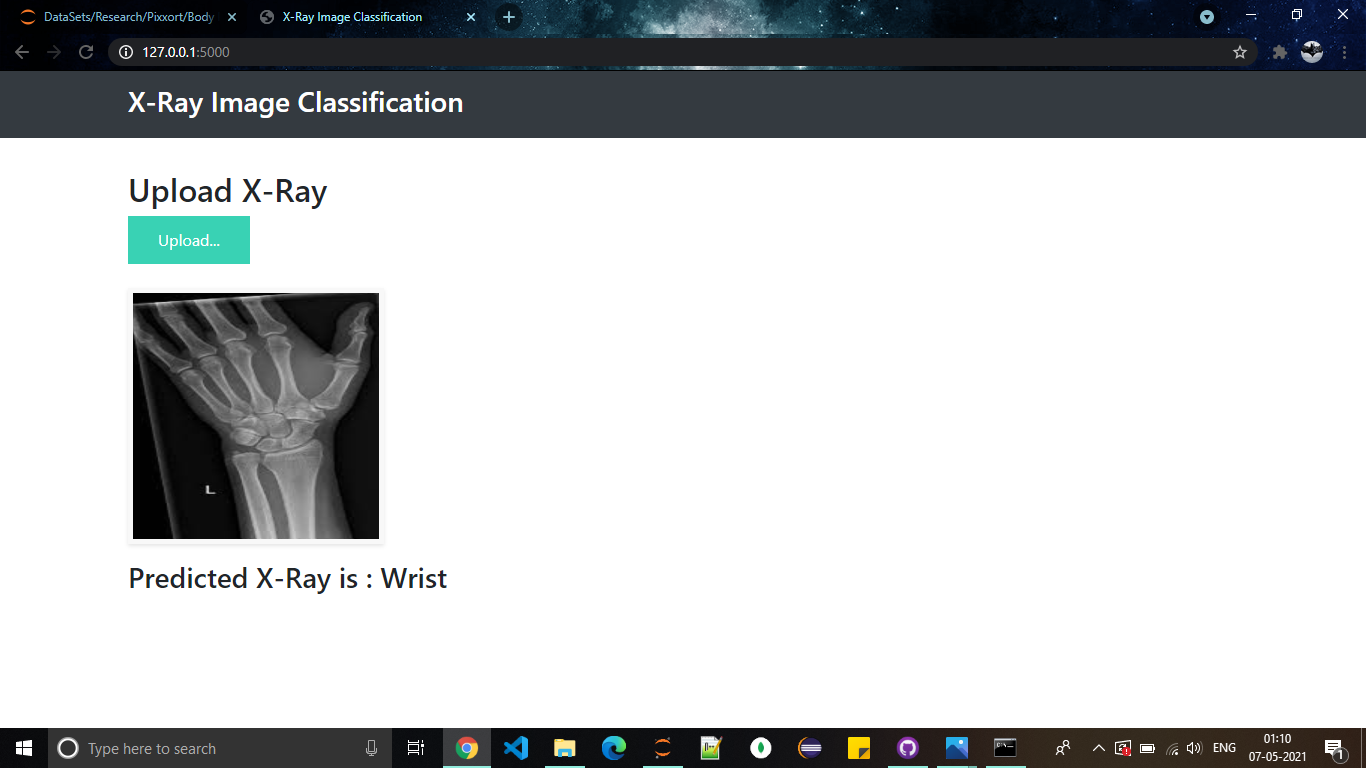 DataSets/Research/Pixxort/Body
X-Ray Image Classification
127.0.0.1:5000
X-Ray Image Classification
Upload X-Ray
Upload...
L
Predicted X-Ray is : Wrist
Type here to search
ENG
01:10
07-05-2021
1